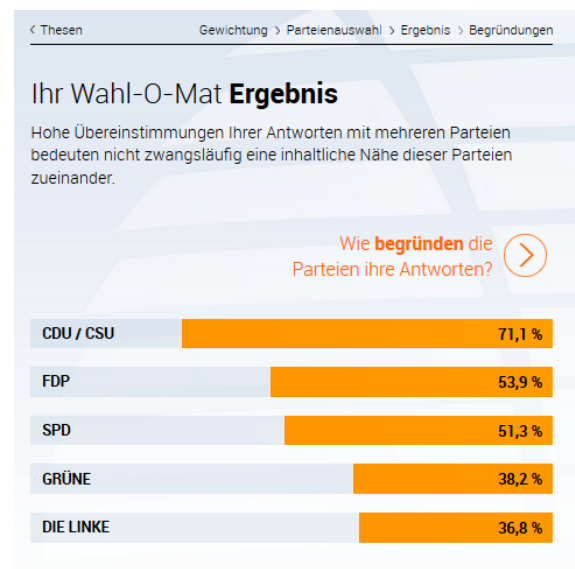 ‹ Thesen Gewichtung > Parteienauswahl > Ergebnis > Begründungen
Ihr Wahl-O-Mat Ergebnis
Hohe Übereinstimmungen Ihrer Antworten mit mehreren Parteien
bedeuten nicht zwangsläufig eine inhaltliche Nähe dieser Parteien
zueinander.
Wie begründen die
Parteien ihre Antworten?
CDU / CSU 71,1 %
FDP 53,9 %
SPD 51,3 %
GRÜNE 38,2 %
DIE LINKE 36,8 %